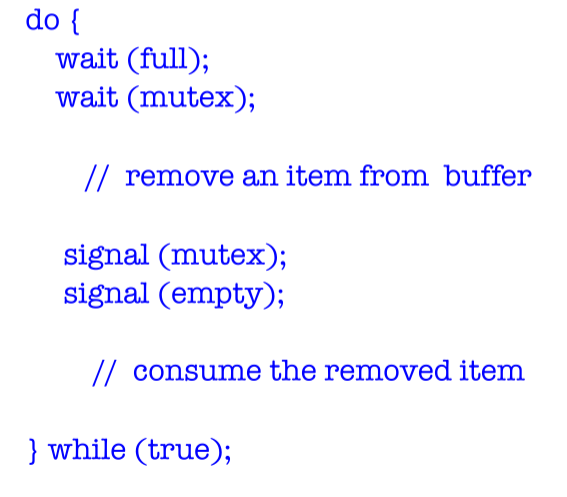 do {
wait (full);
wait (mutex);
// remove an item from buffer
signal (mutex);
signal (empty);
// consume the removed item
} while (true);